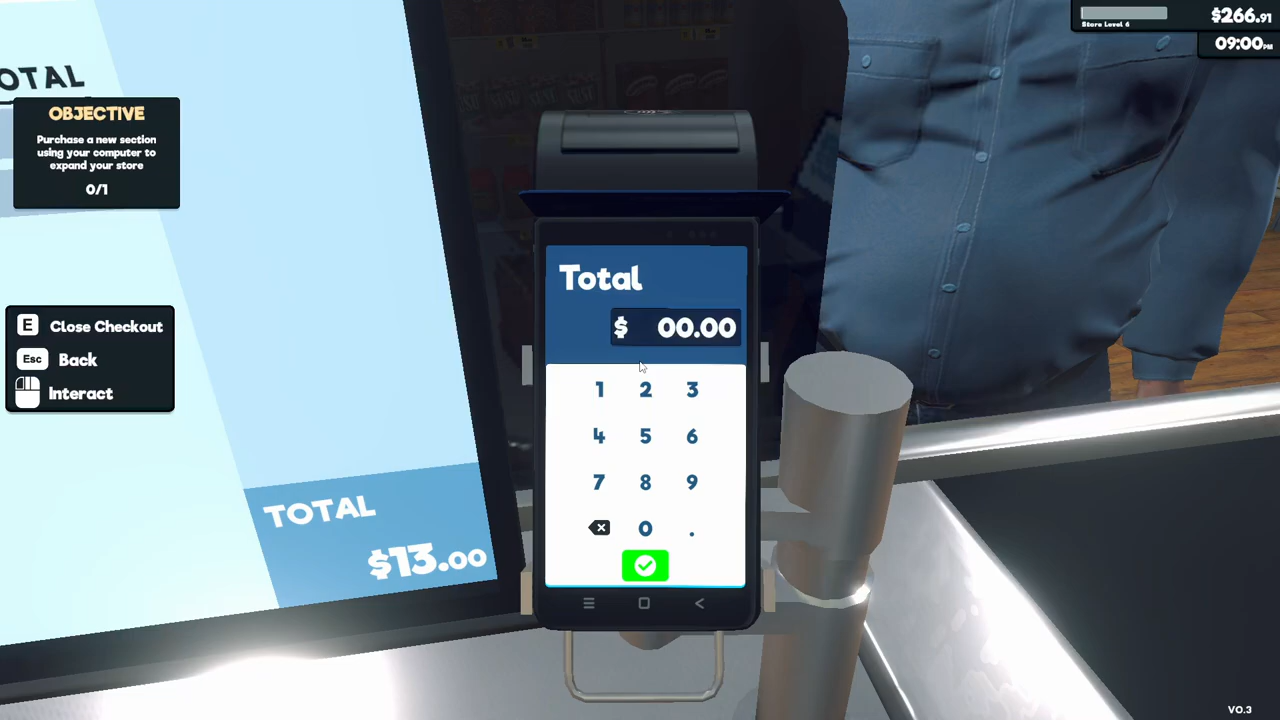 $266.91
Store Level 6
09:00PM
OTAL
OBJECTIVE
Purchase a new section
using your computer to
expand your store
0/1
E Close Checkout
Esc Back
Interact
Total
$ 00.00
1 2 3
4 5 6
7 8 9
0 .
TOTAL
$13.00
V0.3